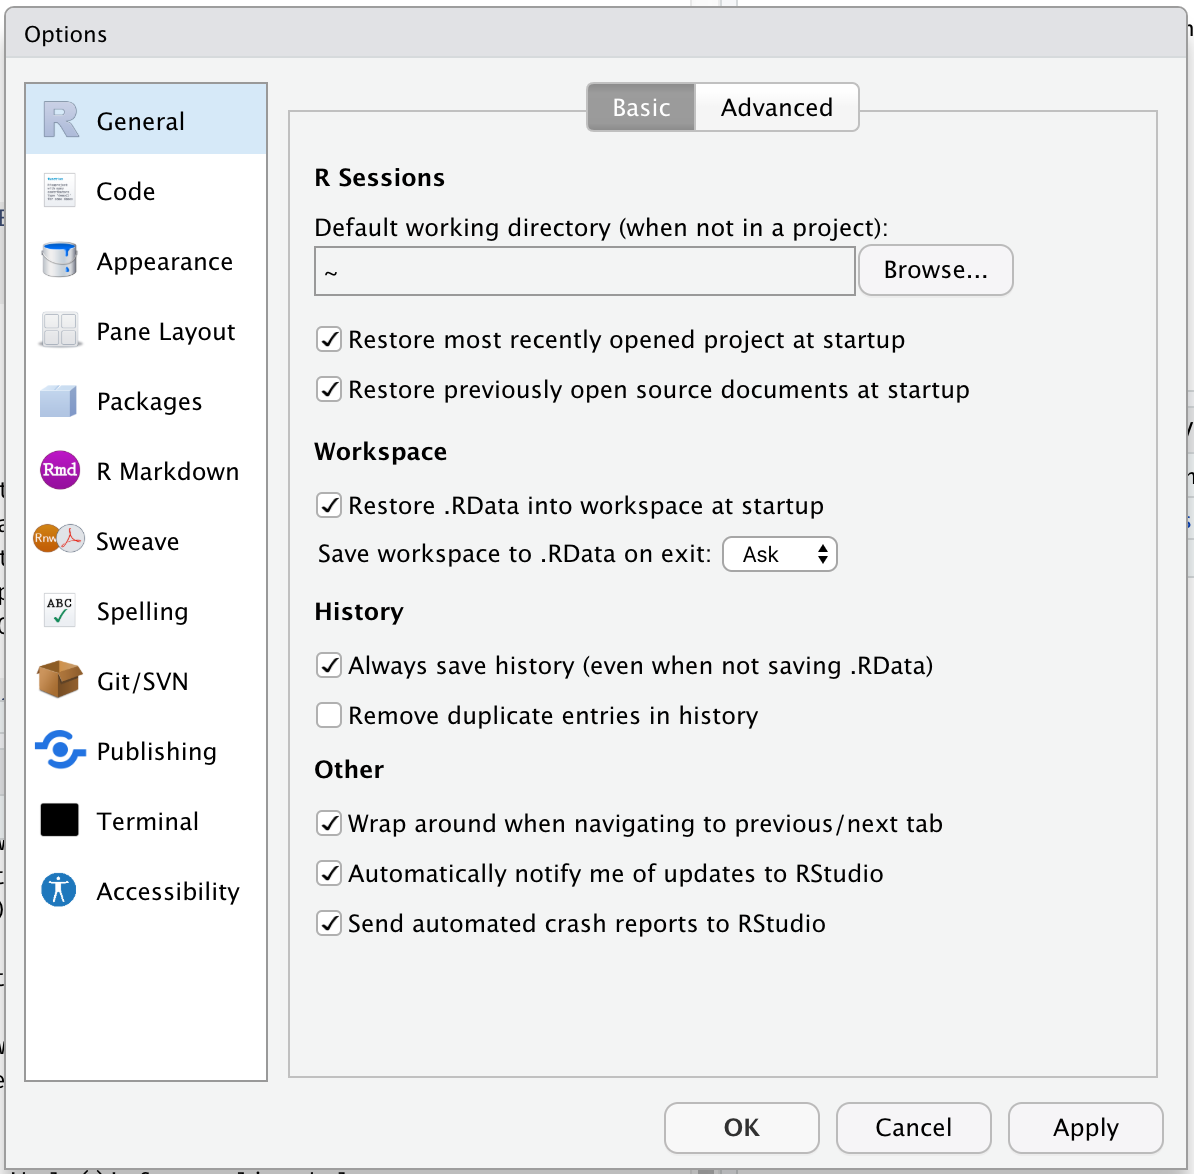 Options
General
Code
Appearance
Pane Layout
Packages
Rmd
R Markdown
Rnw
Sweave
ABC
Spelling
Git/SVN
Publishing
Terminal
Accessibility
Basic
Advanced
R Sessions
Default working directory (when not in a project):
~
Browse...
Restore most recently opened project at startup
Restore previously open source documents at startup
Workspace
Restore .RData into workspace at startup
Save workspace to .RData on exit:
Ask
History
Always save history (even when not saving .RData)
Remove duplicate entries in history
Other
Wrap around when navigating to previous/next tab
Automatically notify me of updates to RStudio
Send automated crash reports to RStudio
OK
Cancel
Apply